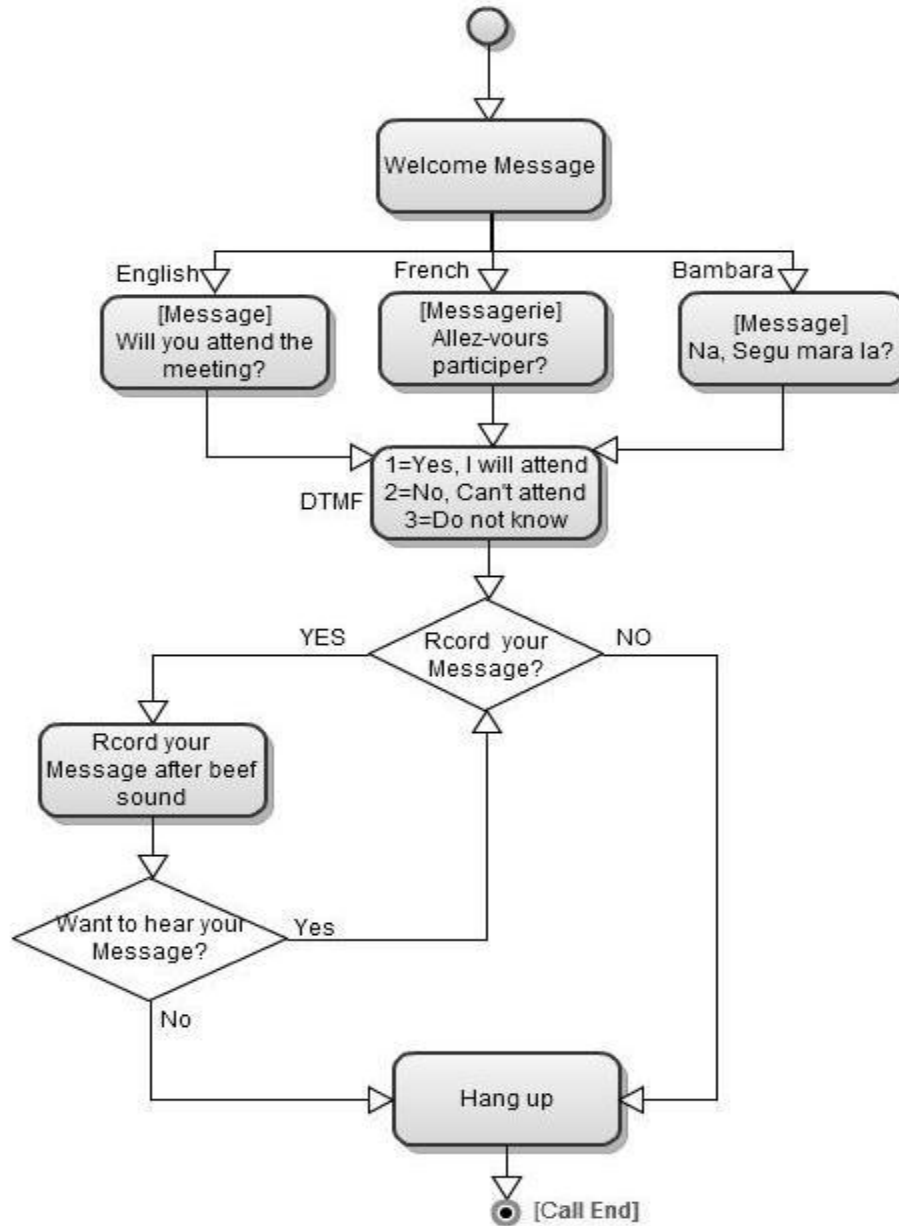 Welcome Message
English
French
Bambara
[Message]
Will you attend the
meeting?
[Messagerie]
Allez-vours
participer?
[Message]
Na, Segu mara la?
DTMF
1=Yes, I will attend
2=No, Can't attend
3=Do not know
YES
Rcord your
Message?
NO
Rcord your
Message after beef
sound
Want to hear your
Message?
Yes
No
Hang up
[Call End]